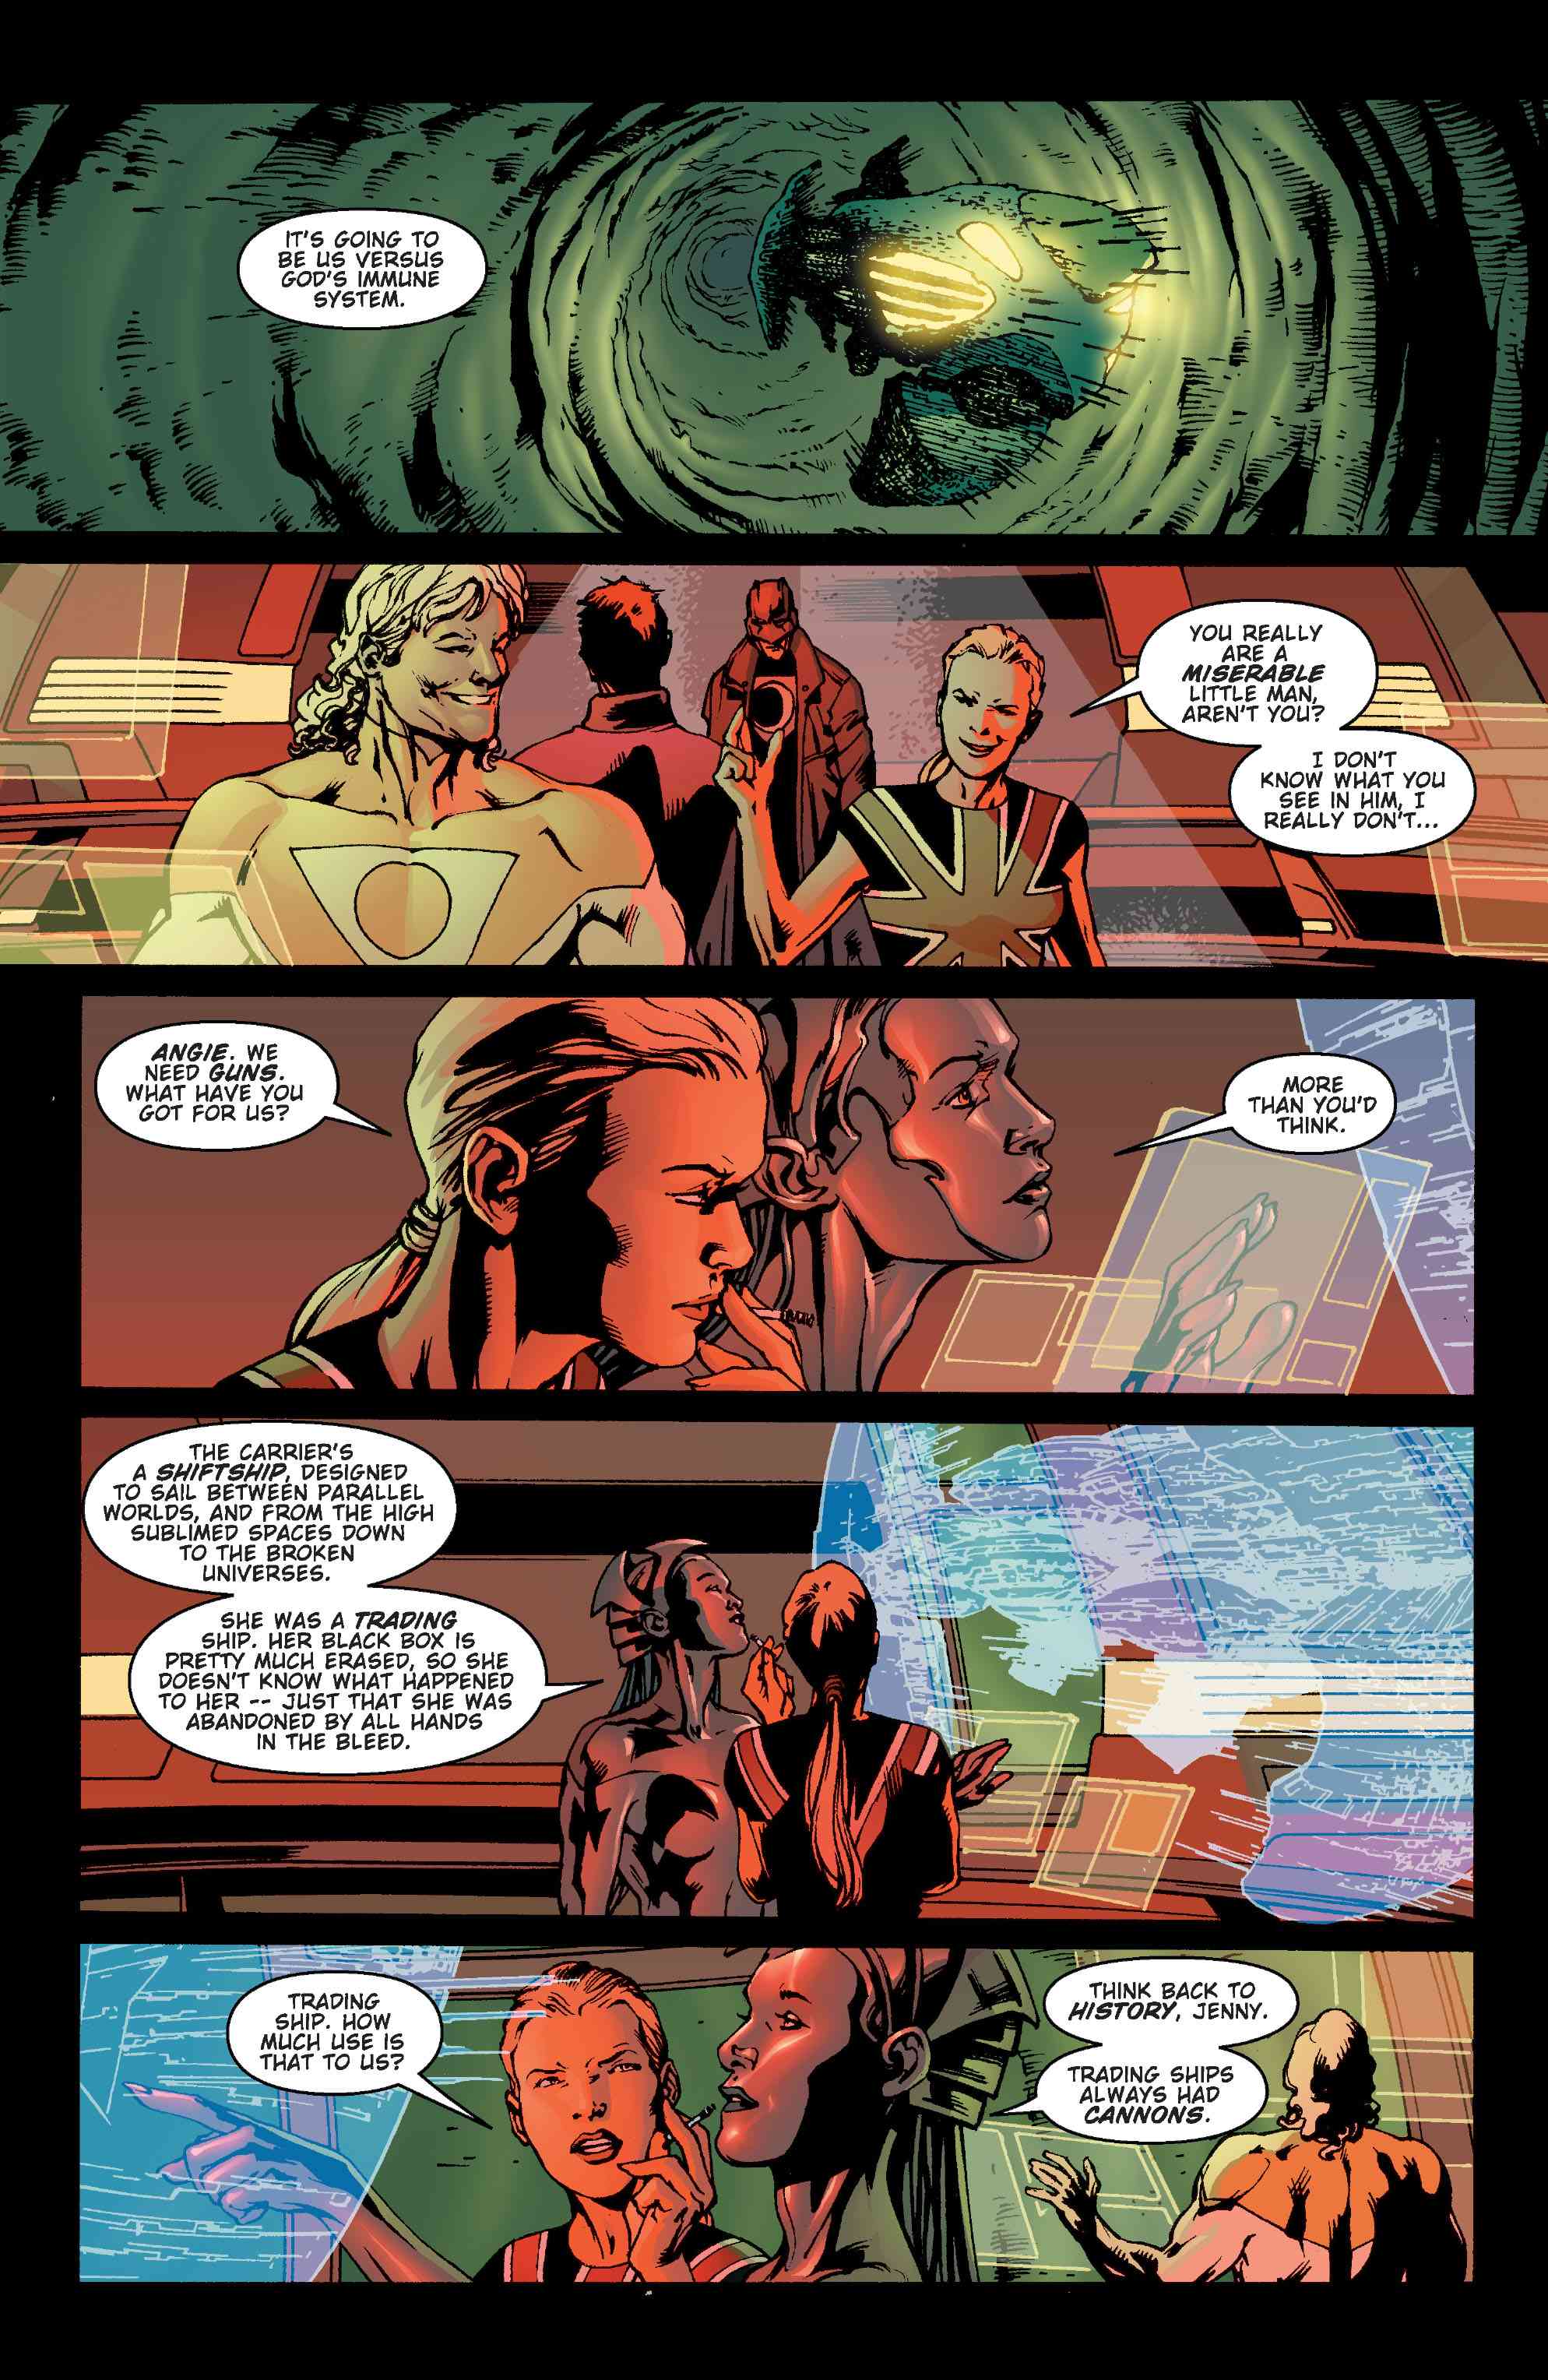 IT'S GOING TO
BE US VERSUS
GOD'S IMMUNE
SYSTEM.
YOU REALLY
ARE A
MISERABLE
LITTLE MAN,
AREN'T YOU?
I DON'T
KNOW WHAT YOU
SEE IN HIM, I
REALLY DON'T...
ANGIE. WE
NEED GUNS.
WHAT HAVE YOU
GOT FOR US?
MORE
THAN YOU'D
THINK.
THE CARRIER'S
A SHIFTSHIP, DESIGNED
TO SAIL BETWEEN PARALLEL
WORLDS, AND FROM THE HIGH
SUBLIMED SPACES DOWN
TO THE BROKEN
UNIVERSES.
SHE WAS A TRADING
SHIP. HER BLACK BOX IS
PRETTY MUCH ERASED, SO SHE
DOESN'T KNOW WHAT HAPPENED
TO HER -- JUST THAT SHE WAS
ABANDONED BY ALL HANDS
IN THE BLEED.
TRADING
SHIP. HOW
MUCH USE IS
THAT TO US?
THINK BACK TO
HISTORY, JENNY.
TRADING SHIPS
ALWAYS HAD
CANNONS.